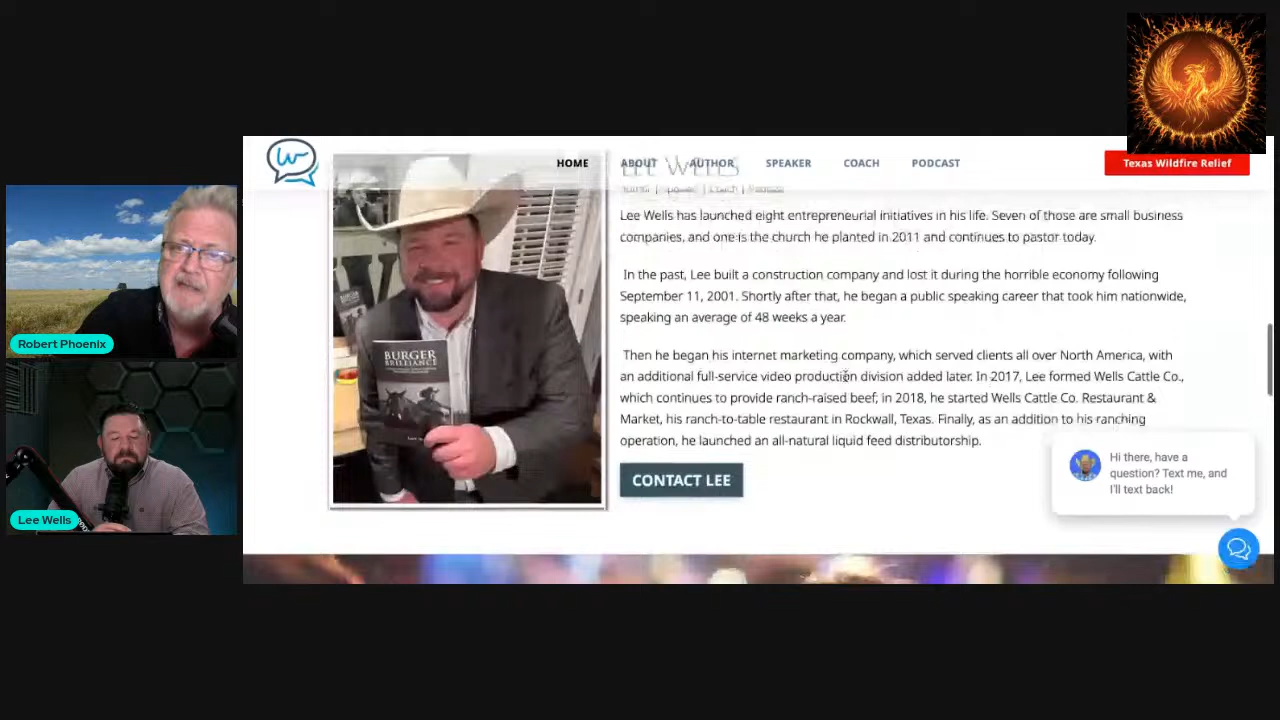 HOME ABOUT AUTHOR SPEAKER COACH PODCAST
Texas Wildfire Relief
LEE WELLS
Author | Speaker | Coach | Podcast
Lee Wells has launched eight entrepreneurial initiatives in his life. Seven of those are small business
companies, and one is the church he planted in 2011 and continues to pastor today.
In the past, Lee built a construction company and lost it during the horrible economy following
September 11, 2001. Shortly after that, he began a public speaking career that took him nationwide,
speaking an average of 48 weeks a year.
Then he began his internet marketing company, which served clients all over North America, with
an additional full-service video production division added later. In 2017, Lee formed Wells Cattle Co.,
which continues to provide ranch-raised beef; in 2018, he started Wells Cattle Co. Restaurant &
Market, his ranch-to-table restaurant in Rockwall, Texas. Finally, as an addition to his ranching
operation, he launched an all-natural liquid feed distributorship.
CONTACT LEE
BURGER
BRILLIANCE
Hi there, have a
question? Text me, and
I'll text back!
Robert Phoenix
Lee Wells